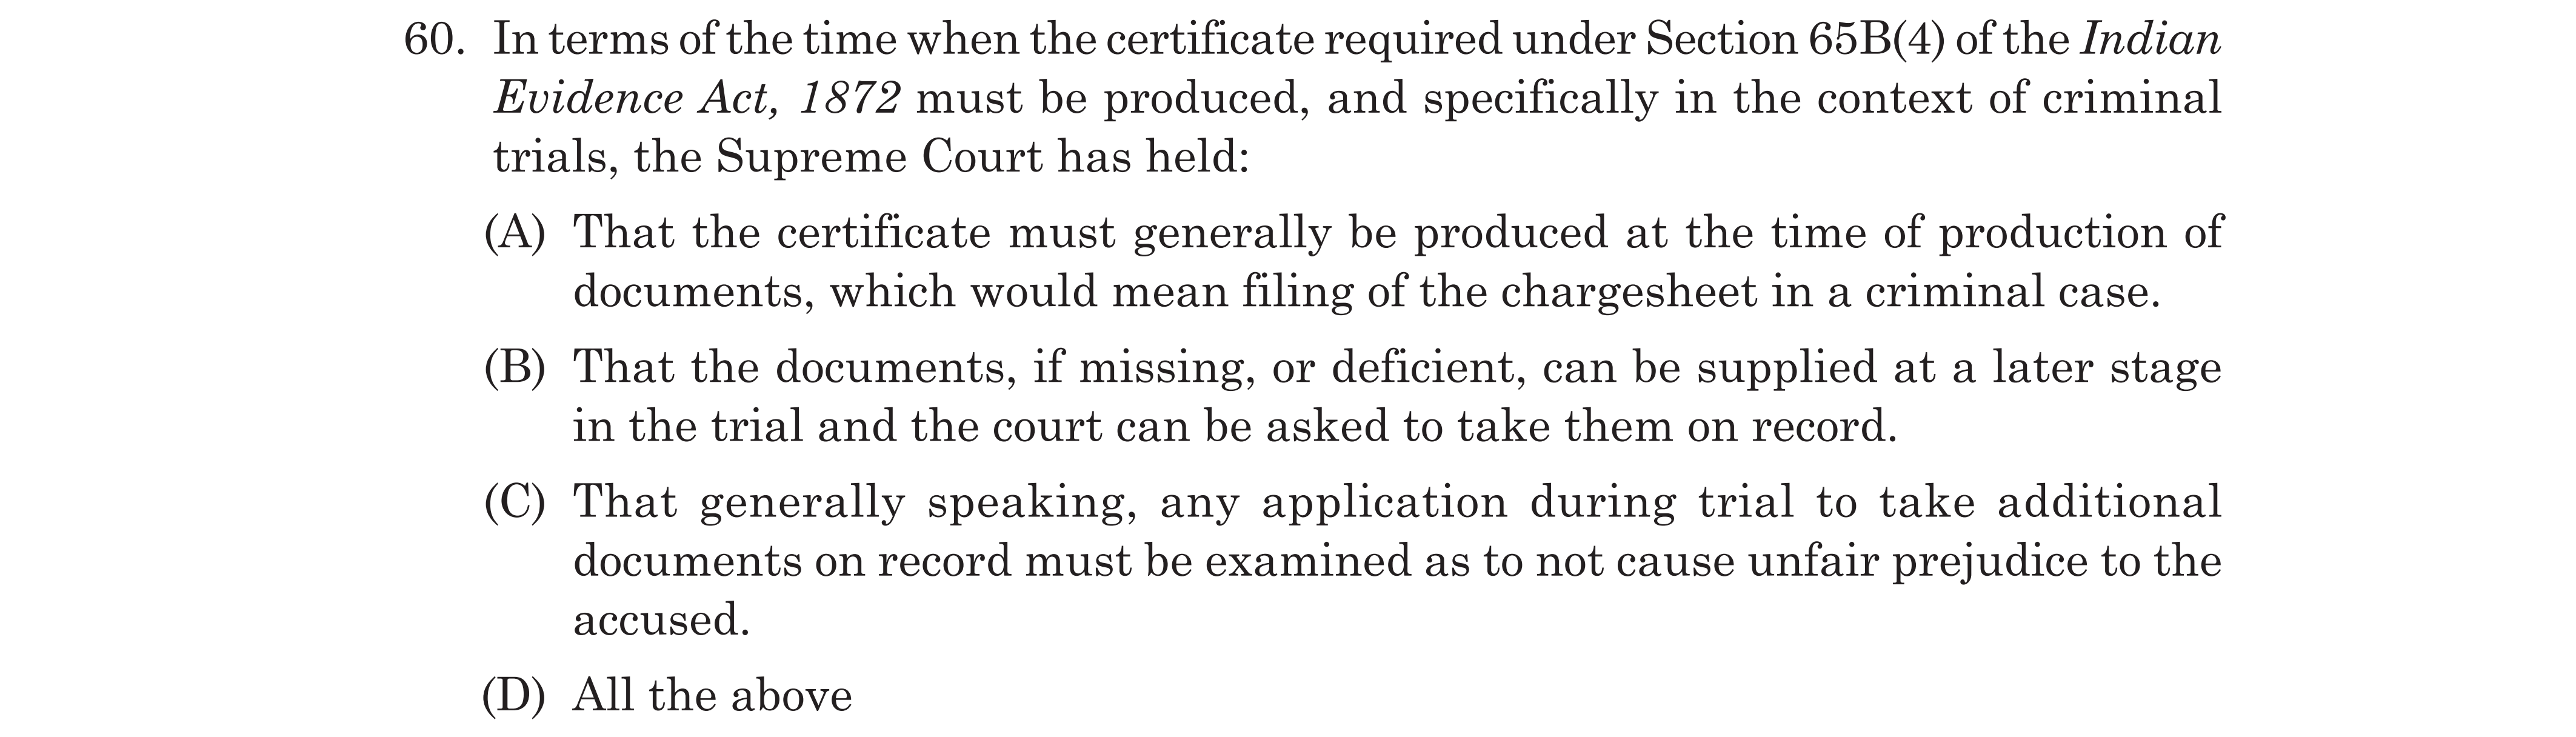 60. In terms of the time when the certificate required under Section 65B(4) of the Indian
Evidence Act, 1872 must be produced, and specifically in the context of criminal
trials, the Supreme Court has held:
(A) That the certificate must generally be produced at the time of production of
documents, which would mean filing of the chargesheet in a criminal case.
(B) That the documents, if missing, or deficient, can be supplied at a later stage
in the trial and the court can be asked to take them on record.
(C) That generally speaking, any application during trial to take additional
documents on record must be examined as to not cause unfair prejudice to the
accused.
(D) All the above